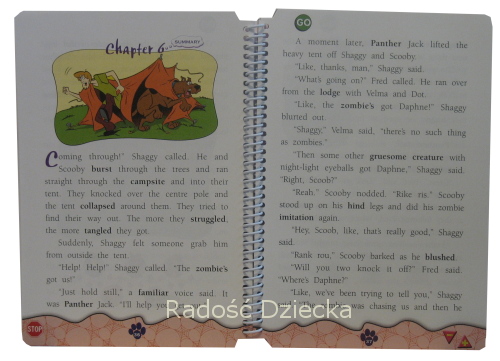 Chapter 6
SUMMARY
Coming through!" Shaggy called. He and
Scooby burst through the trees and ran
straight through the campsite and into their
tent. They knocked over the centre pole and
the tent collapsed around them. They tried to
find their way out. The more they struggled,
the more tangled they got.
Suddenly, Shaggy felt someone grab him
from outside the tent.
"Help! Help!" Shaggy called. "The zombie's
got us!"
"Just hold still," a familiar voice said. It
was Panther Jack. "I'll help you
STOP
GO
A moment later, Panther Jack lifted the
heavy tent off Shaggy and Scooby.
"Like, thanks, man," Shaggy said.
"What's going on?" Fred called. He ran over
from the lodge with Velma and Dot.
"Like, the zombie's got Daphne!" Shaggy
blurted out.
"Shaggy," Velma said, "there's no such thing
as zombies."
"Then some other gruesome creature with
night-light eyeballs got Daphne," Shaggy said.
"Right, Scoob?"
"Reah." Scooby nodded. "Rike ris." Scooby
stood up on his hind legs and did his zombie
imitation again.
"Hey, Scoob, like, that's really good," Shaggy
said.
"Rank rou," Scooby barked as he blushed.
"Will you two knock it off?" Fred said.
"Where's Daphne?"
"Like, we've been trying to tell you," Shaggy
was chasing us and then he
Radość Dziecka